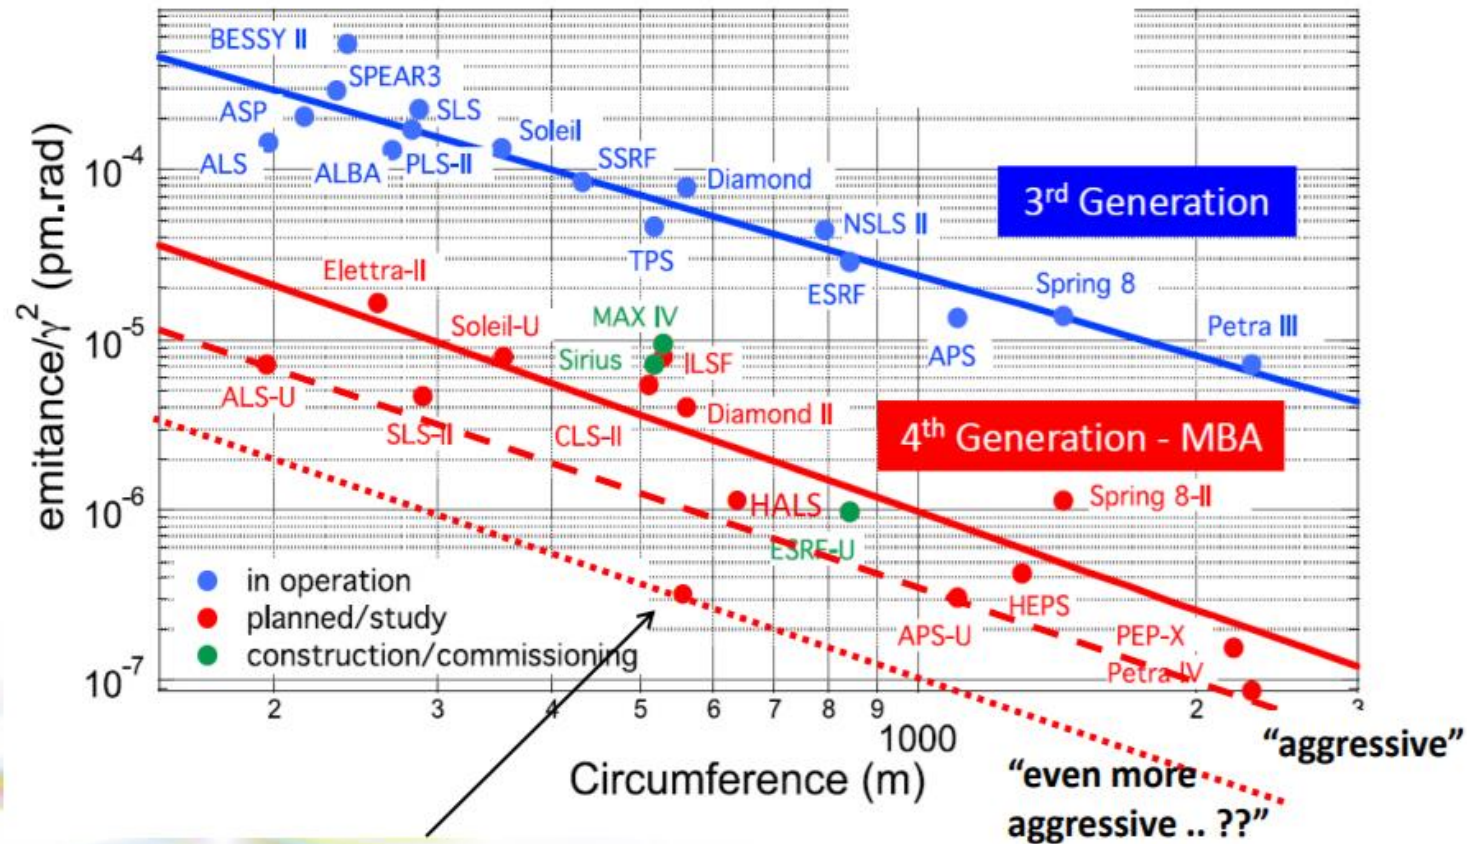 BESSY II
SPEAR3
ASP
SLS
Soleil
ALS
ALBA
PLS-II
SSRF
Diamond
TPS
NSLS II
ESRF
Spring 8
APS
Petra III
3rd Generation
Elettra-II
MAX IV
Soleil-U
Sirius
ILSF
ALS-U
SLS-II
CLS-II
Diamond II
4th Generation - MBA
HALS
Spring 8-II
ESRF-U
HEPS
APS-U
PEP-X
Petra IV
in operation
planned/study
construction/commissioning
emitance/γ2 (pm.rad)
10-4
10-5
10-6
10-7
2 3 4 5 6 7 8 9 2 3
1000
Circumference (m)
“aggressive”
“even more
aggressive .. ??”